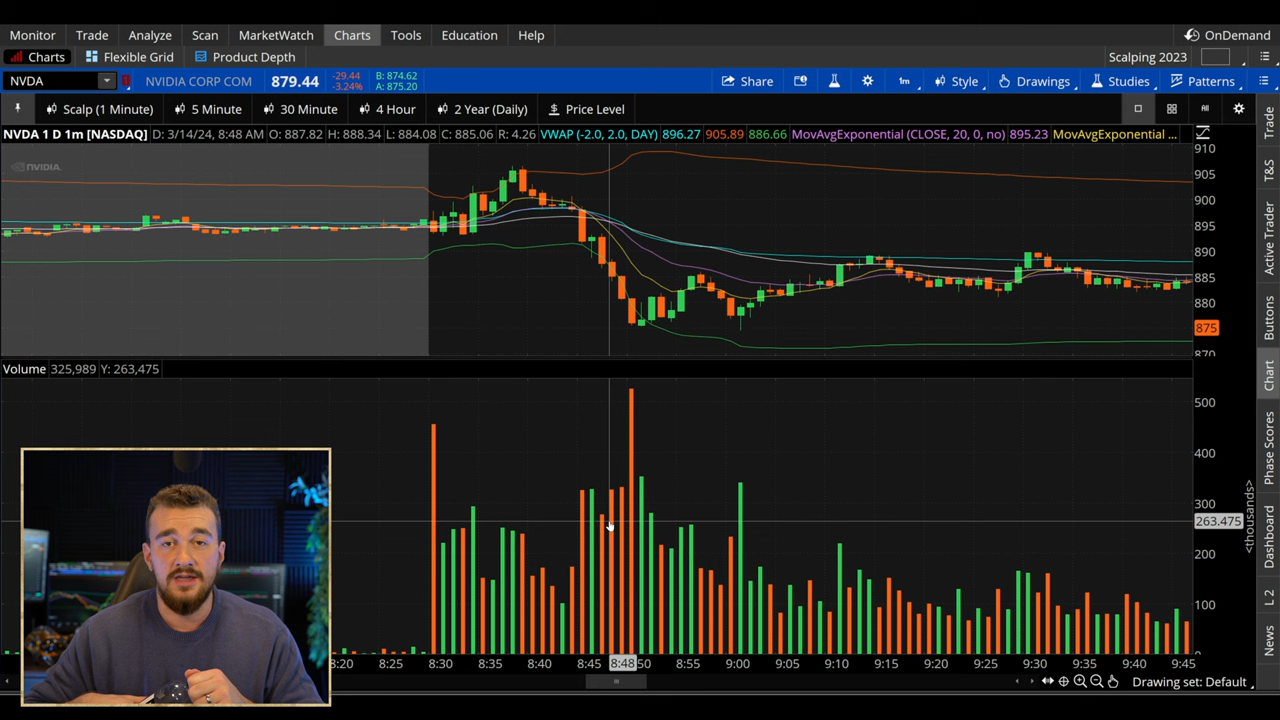 Monitor Trade Analyze Scan MarketWatch Charts Tools Education Help OnDemand
Charts Flexible Grid Product Depth Scalping 2023
NVDA NVIDIA CORP COM 879.44 -29.44 -3.24% B: 874.62 A: 875.20 Share 1m Style Drawings Studies Patterns
Scalp (1 Minute) 5 Minute 30 Minute 4 Hour 2 Year (Daily) $ Price Level
NVDA 1 D 1m [NASDAQ] D: 3/14/24, 8:48 AM O: 887.82 H: 888.34 L: 884.08 C: 885.06 R: 4.26 VWAP (-2.0, 2.0, DAY) 896.27 905.89 886.66 MovAvgExponential (CLOSE, 20, 0, no) 895.23 MovAvgExponential ...
NVIDIA
910
905
900
895
890
885
880
875
870
Volume 325,989 Y: 263,475
500
400
300
263.475
200
100
<thousands>
8:20 8:25 8:30 8:35 8:40 8:45 8:48 50 8:55 9:00 9:05 9:10 9:15 9:20 9:25 9:30 9:35 9:40 9:45
Drawing set: Default
Trade
T&S
Active Trader
Buttons
Chart
Phase Scores
Dashboard
L 2
News